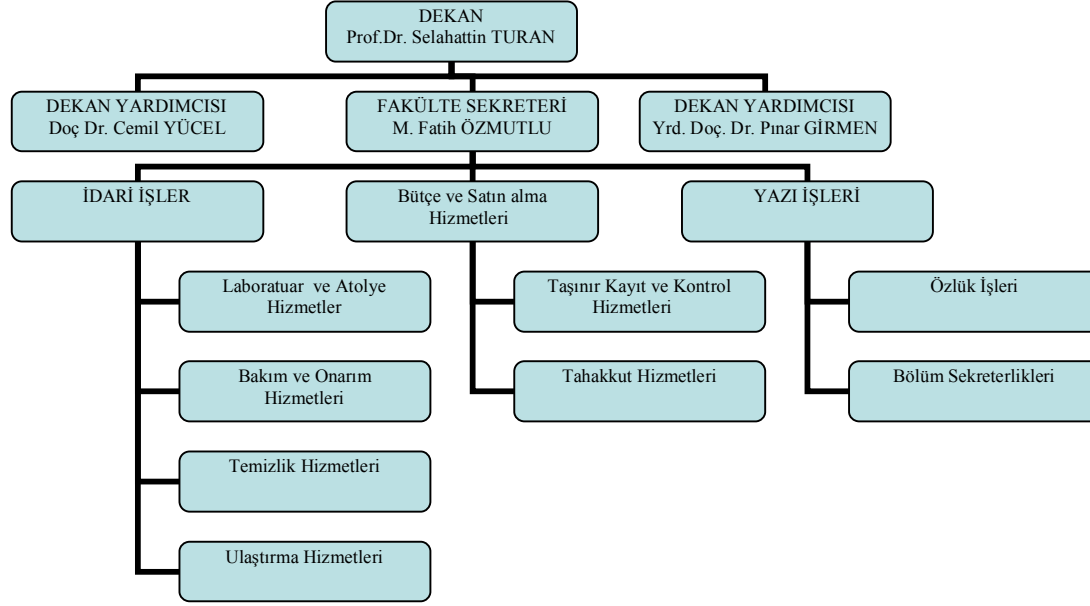 DEKAN
Prof.Dr. Selahattin TURAN
DEKAN YARDIMCISI
Doç Dr. Cemil YÜCEL
FAKÜLTE SEKRETERİ
M. Fatih ÖZMUTLU
DEKAN YARDIMCISI
Yrd. Doç. Dr. Pınar GİRMEN
İDARİ İŞLER
Bütçe ve Satın alma
Hizmetleri
YAZI İŞLERİ
Laboratuar ve Atolye
Hizmetler
Taşınır Kayıt ve Kontrol
Hizmetleri
Özlük İşleri
Bakım ve Onarım
Hizmetleri
Tahakkut Hizmetleri
Bölüm Sekreterlikleri
Temizlik Hizmetleri
Ulaştırma Hizmetleri